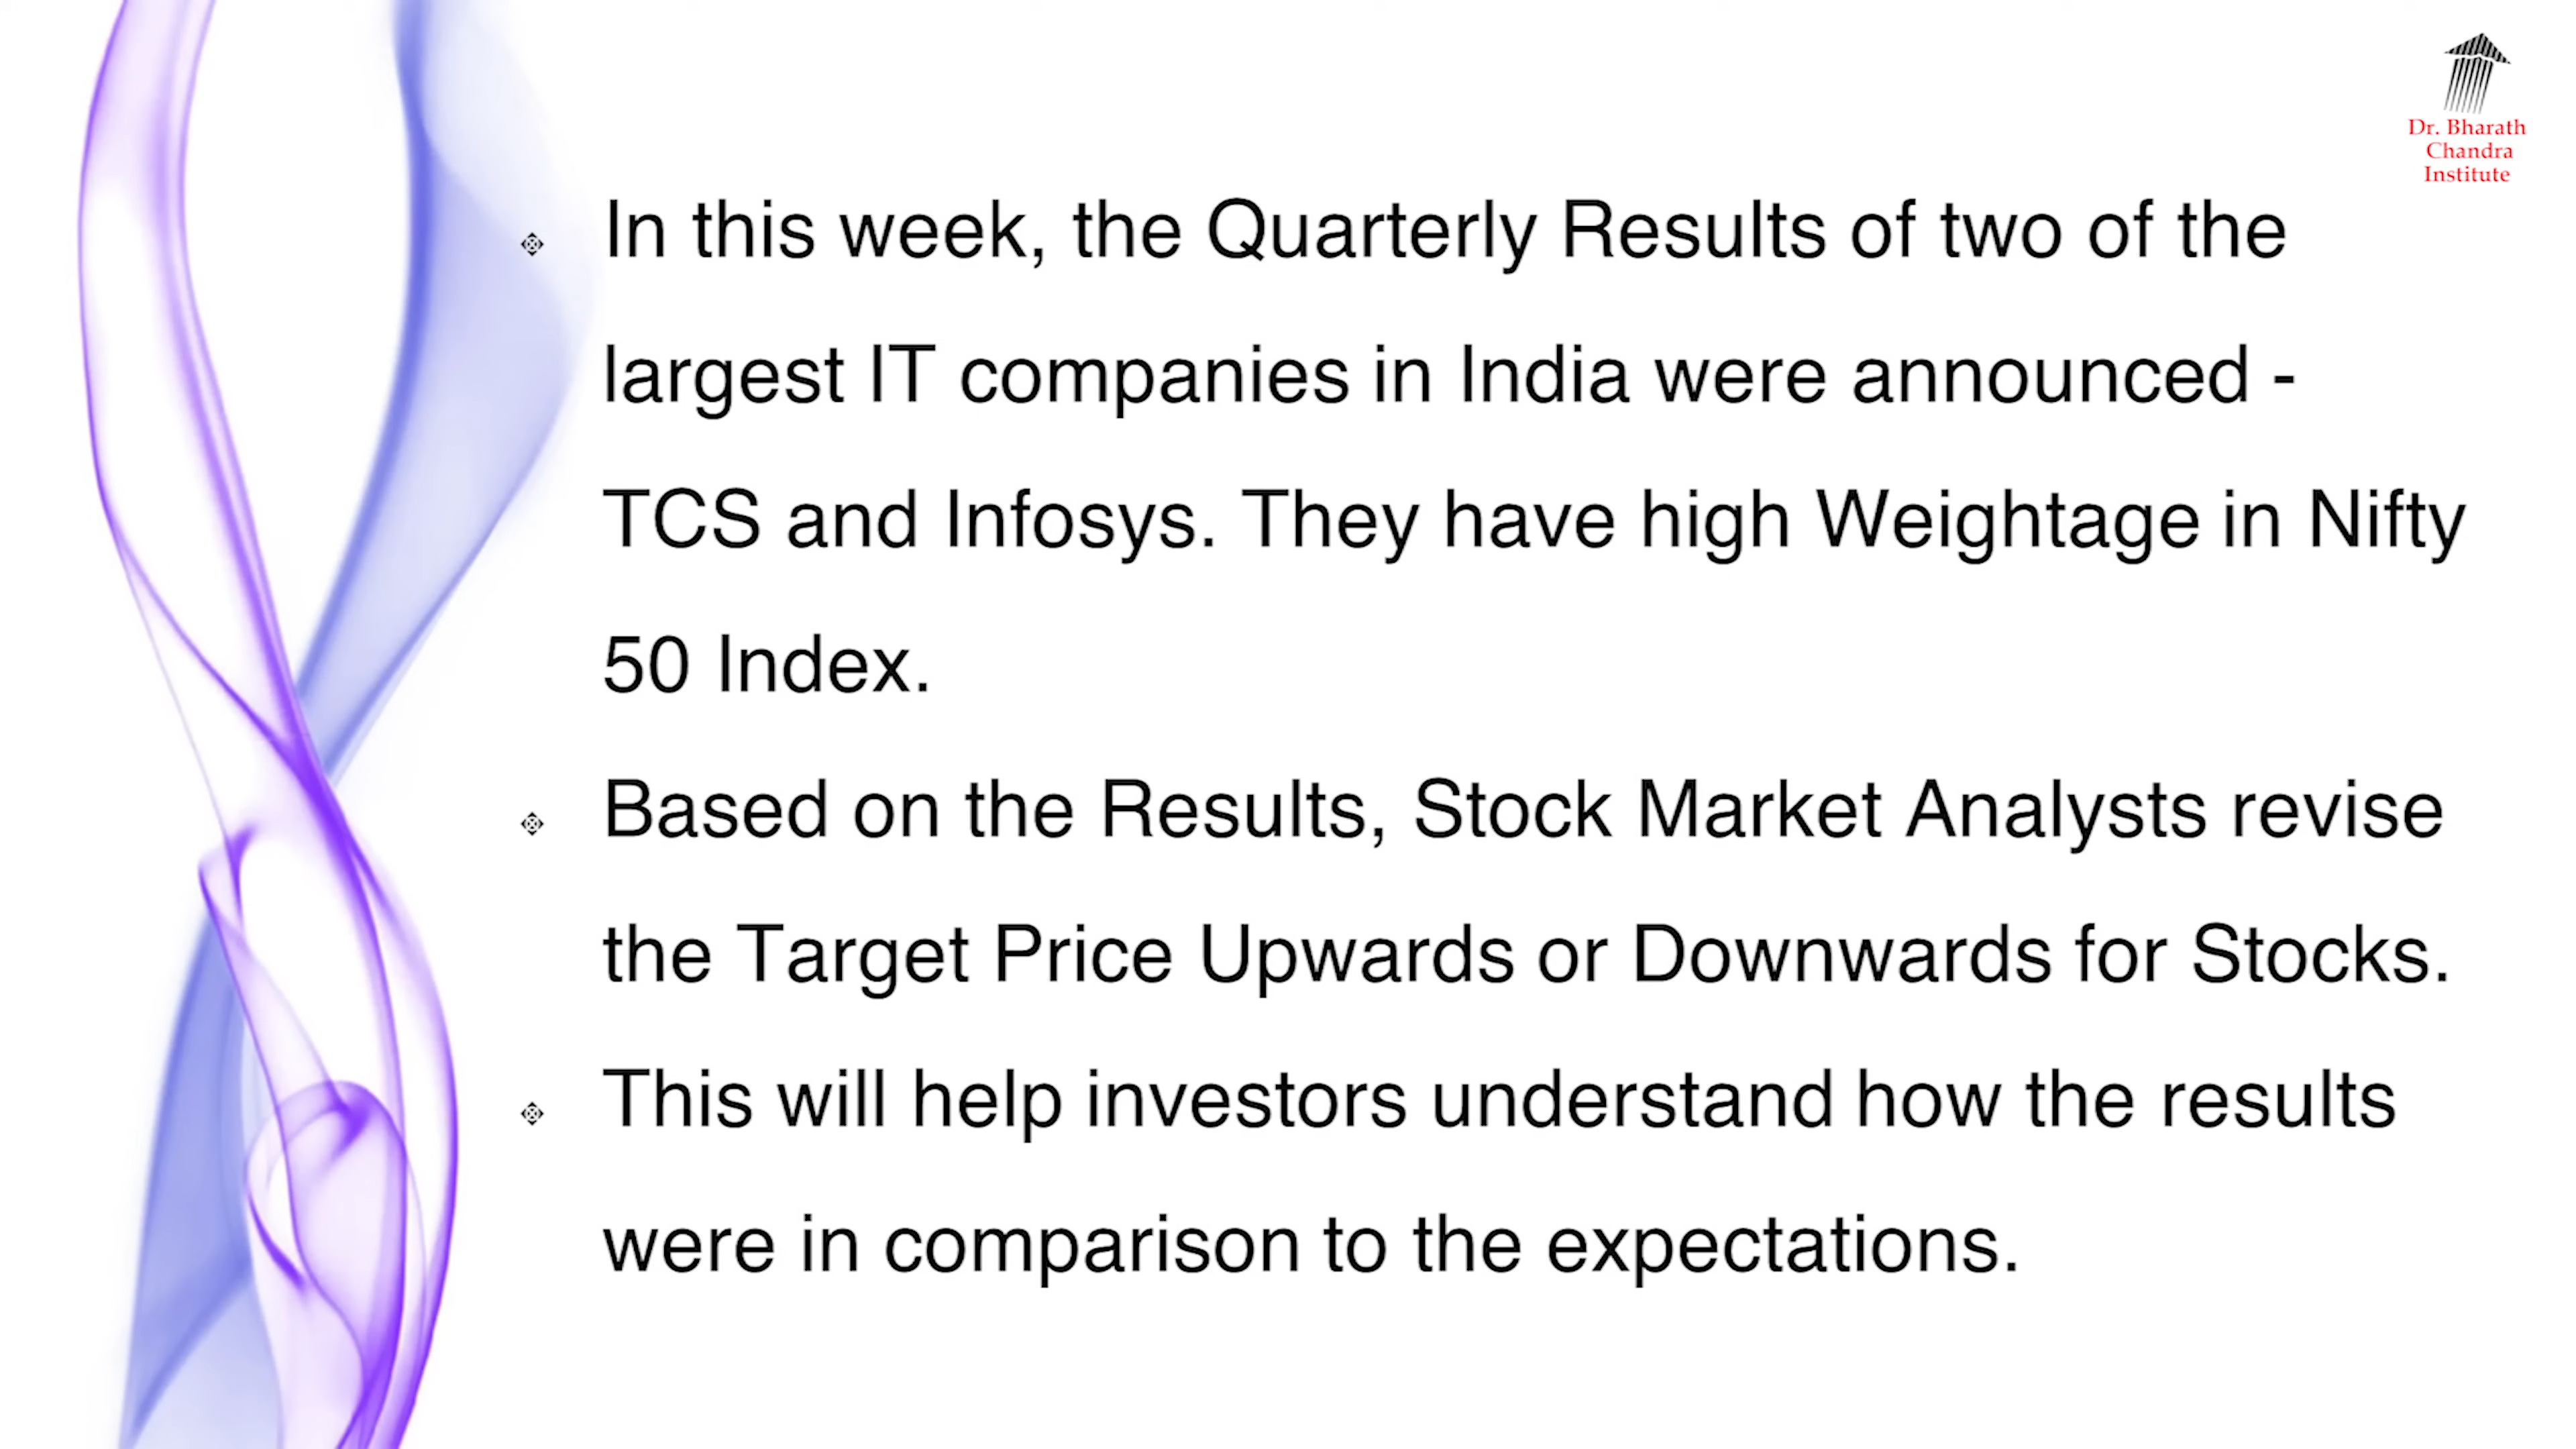 Dr. Bharath
Chandra
Institute
In this week, the Quarterly Results of two of the
largest IT companies in India were announced -
TCS and Infosys. They have high Weightage in Nifty
50 Index.
Based on the Results, Stock Market Analysts revise
the Target Price Upwards or Downwards for Stocks.
This will help investors understand how the results
were in comparison to the expectations.